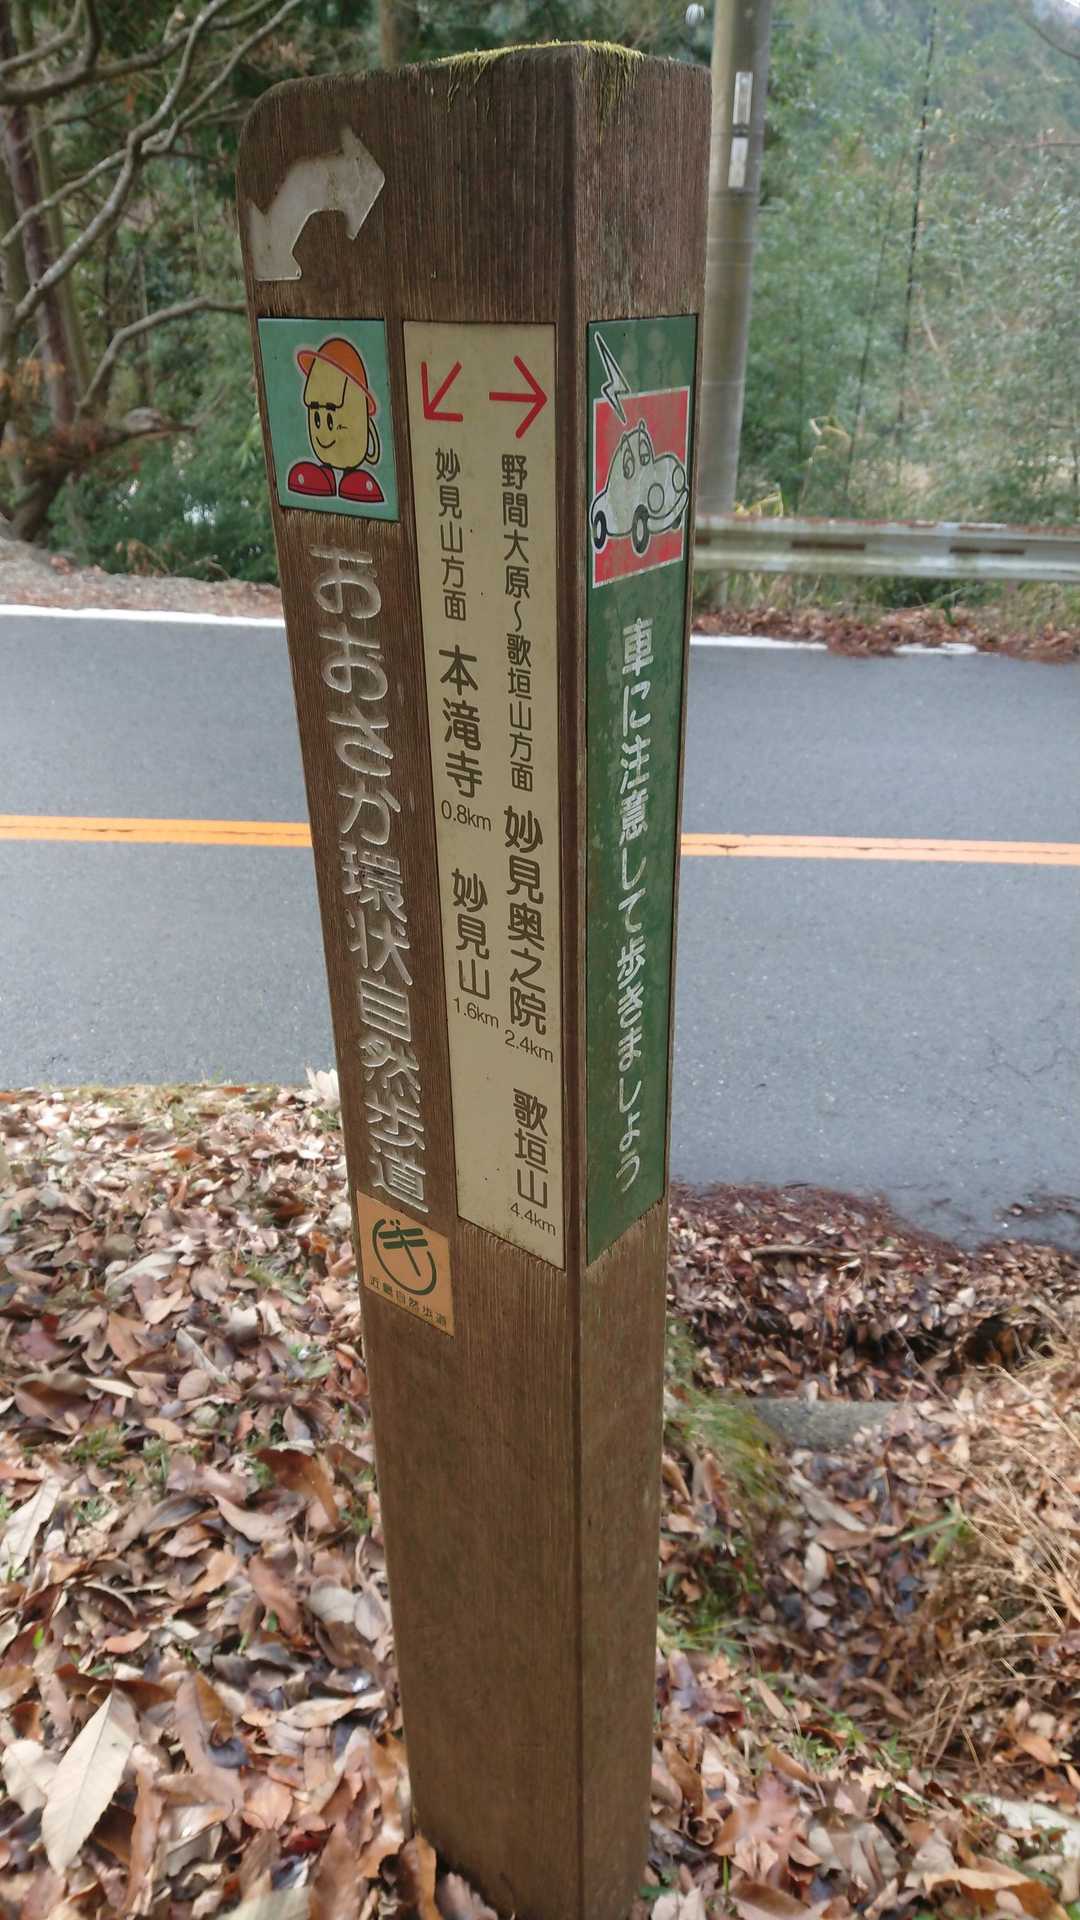 おおさか環状自然歩道
近畿自然歩道
野間大原～歌垣山方面 妙見奥之院 2.4km 歌垣山 4.4km
妙見山方面 本滝寺 0.8km 妙見山 1.6km
車に注意して歩きましょう